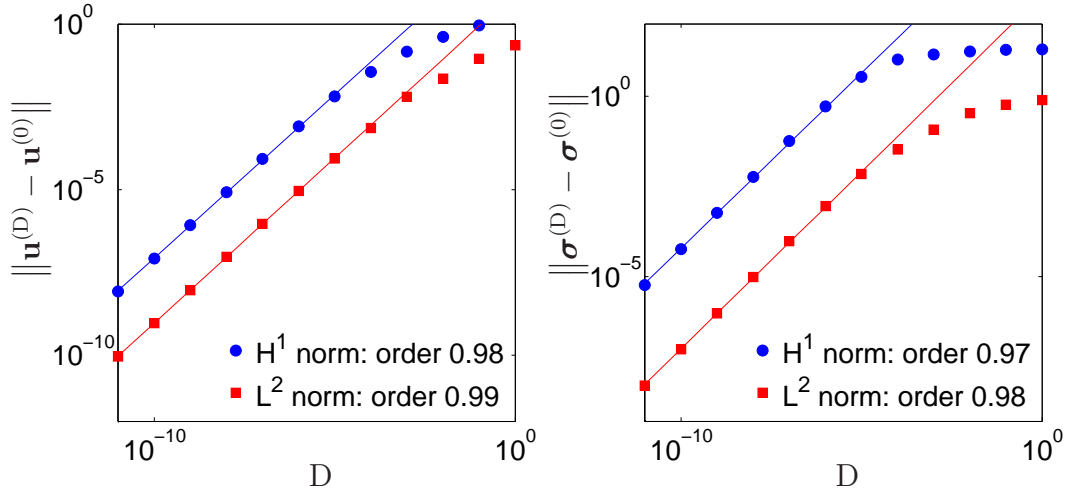 10^0
10^−5
10^−10
‖u^(D) − u^(0)‖
H^1 norm: order 0.98
L^2 norm: order 0.99
10^−10
10^0
D
10^0
10^−5
‖σ^(D) − σ^(0)‖
H^1 norm: order 0.97
L^2 norm: order 0.98
10^−10
10^0
D